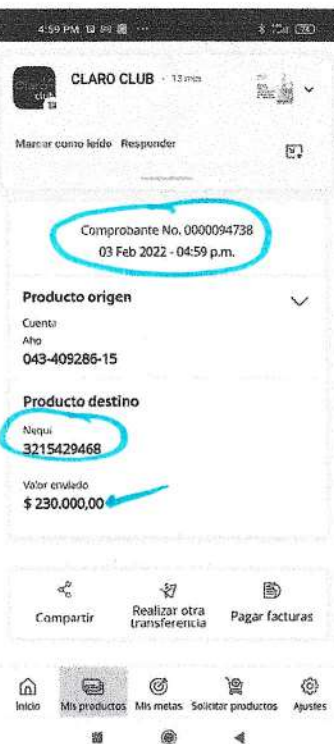 4:59 PM
CLARO CLUB · 13 min
Marcar como leído Responder
Comprobante No. 0000094738
03 Feb 2022 - 04:59 p.m.
Producto origen
Cuenta
Aho
043-409286-15
Producto destino
Nequi
3215429468
Valor enviado
$ 230.000,00
Compartir
Realizar otra
transferencia
Pagar facturas
Inicio
Mis productos
Mis metas
Solicitar productos
Ajustes